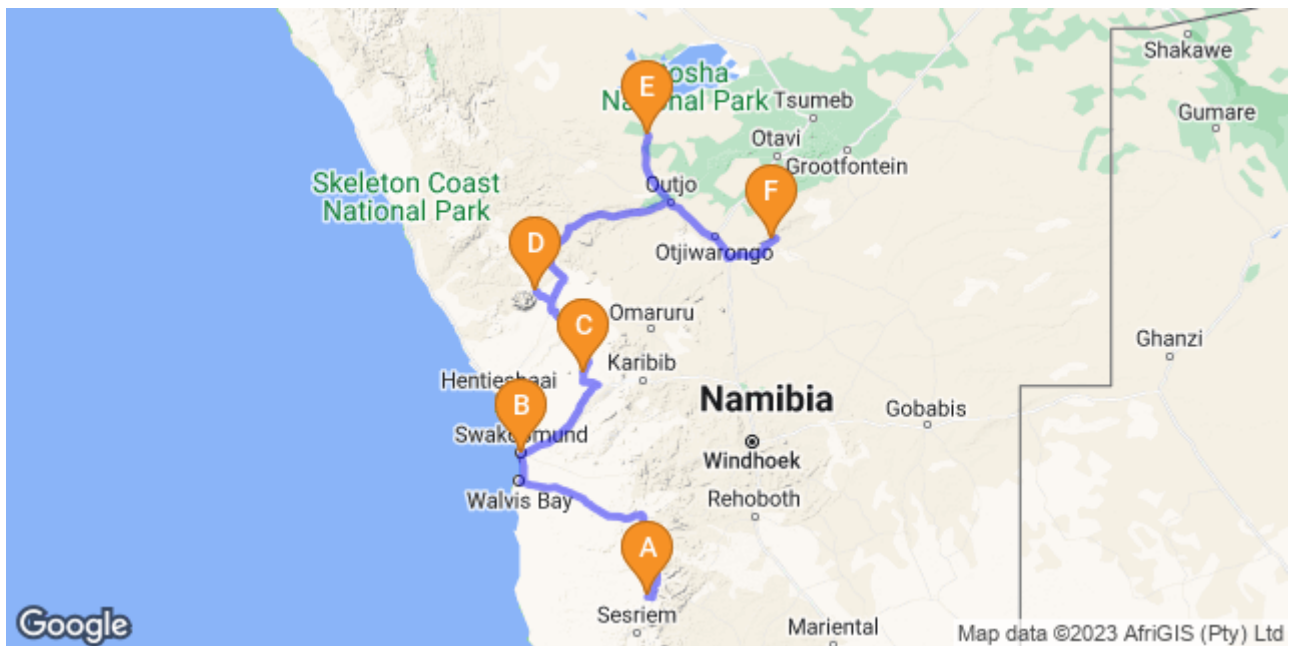 Shakawe
E
Etosha
National Park
Tsumeb
Gumare
Otavi
Grootfontein
Skeleton Coast
National Park
Outjo
F
D
Otjiwarongo
C
Omaruru
Ghanzi
Karibib
Hentiesbaai
Namibia
B
Gobabis
Swakopmund
Windhoek
Walvis Bay
Rehoboth
A
Sesriem
Mariental
Google
Map data ©2023 AfriGIS (Pty) Ltd